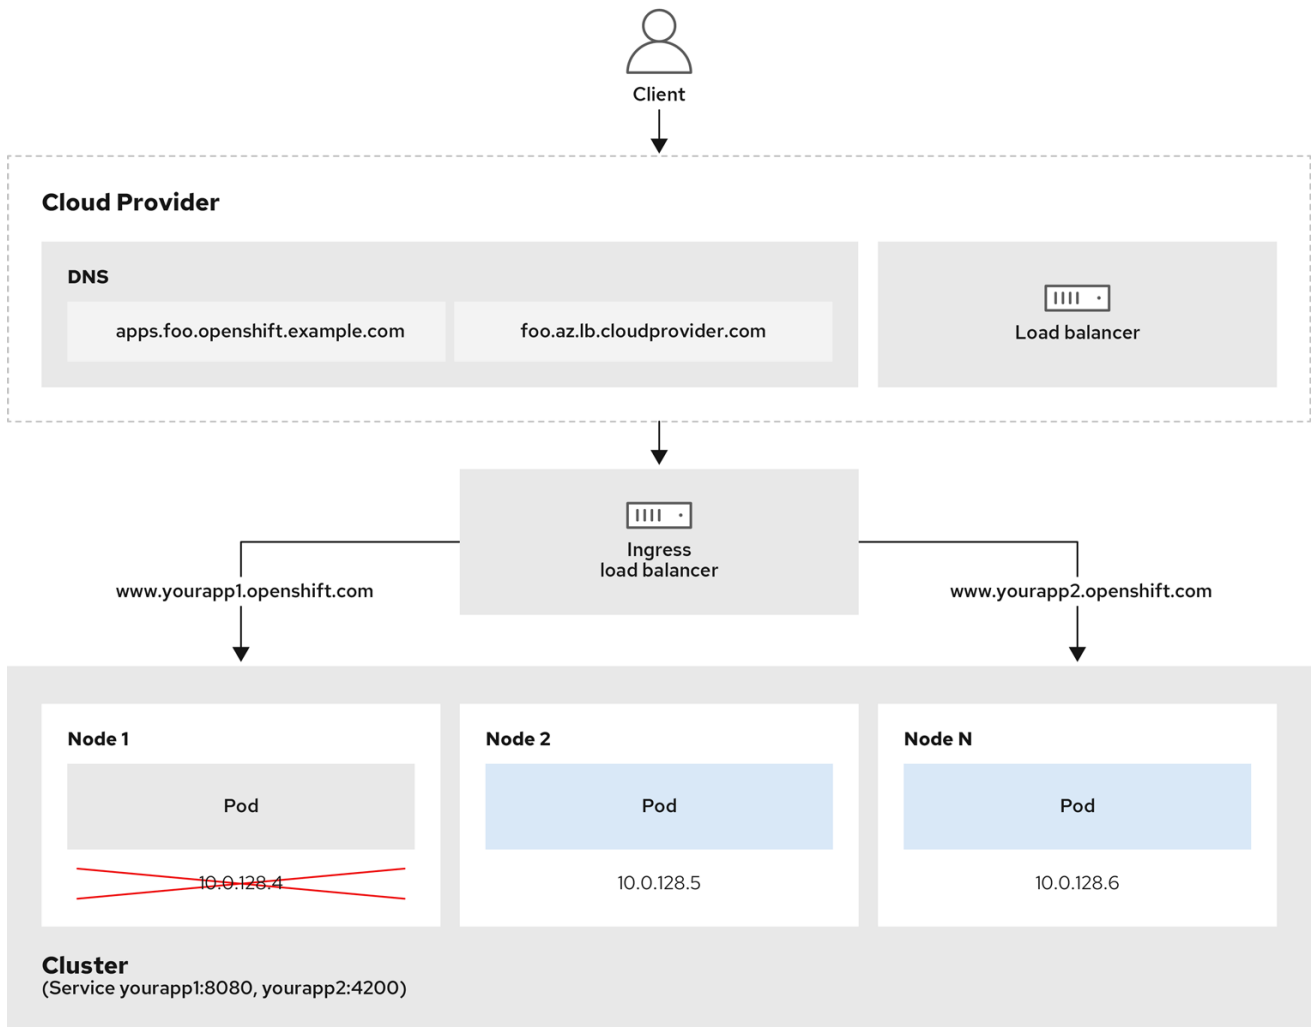 Client
Cloud Provider
DNS
apps.foo.openshift.example.com
foo.az.lb.cloudprovider.com
Load balancer
Ingress
load balancer
www.yourapp1.openshift.com
www.yourapp2.openshift.com
Node 1
Pod
10.0.128.4
Node 2
Pod
10.0.128.5
Node N
Pod
10.0.128.6
Cluster
(Service yourapp1:8080, yourapp2:4200)